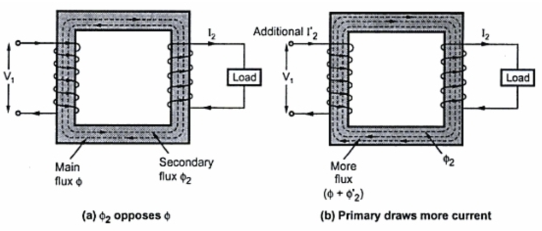 V₁
I₂
Load
Main
flux ϕ
Secondary
flux ϕ₂
(a) ϕ₂ opposes ϕ
Additional I'₂
V₁
I₂
Load
More
flux
(ϕ + ϕ'₂)
ϕ₂
(b) Primary draws more current